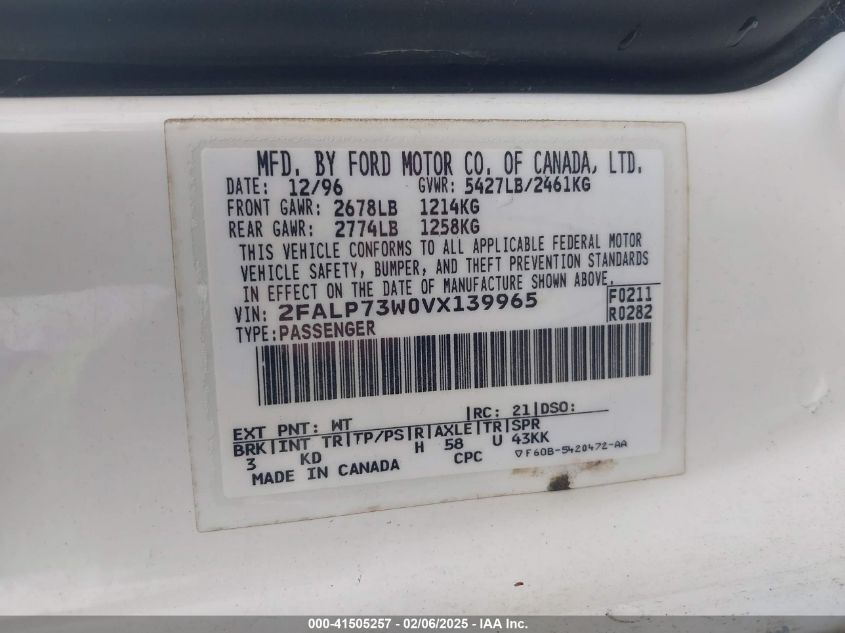 MFD. BY FORD MOTOR CO. OF CANADA, LTD.
DATE: 12/96 GVWR: 5427LB/2461KG
FRONT GAWR: 2678LB 1214KG
REAR GAWR: 2774LB 1258KG
THIS VEHICLE CONFORMS TO ALL APPLICABLE FEDERAL MOTOR
VEHICLE SAFETY, BUMPER, AND THEFT PREVENTION STANDARDS
IN EFFECT ON THE DATE OF MANUFACTURE SHOWN ABOVE.
VIN: 2FALP73W0VX139965 F0211
TYPE: PASSENGER R0282
EXT PNT: WT RC: 21 DSO:
BRK INT TR TP/PS R AXLE TR SPR
3 KD H 58 U 43KK
MADE IN CANADA CPC ▽F60B-5420472-AA
000-41505257 - 02/06/2025 - IAA Inc.